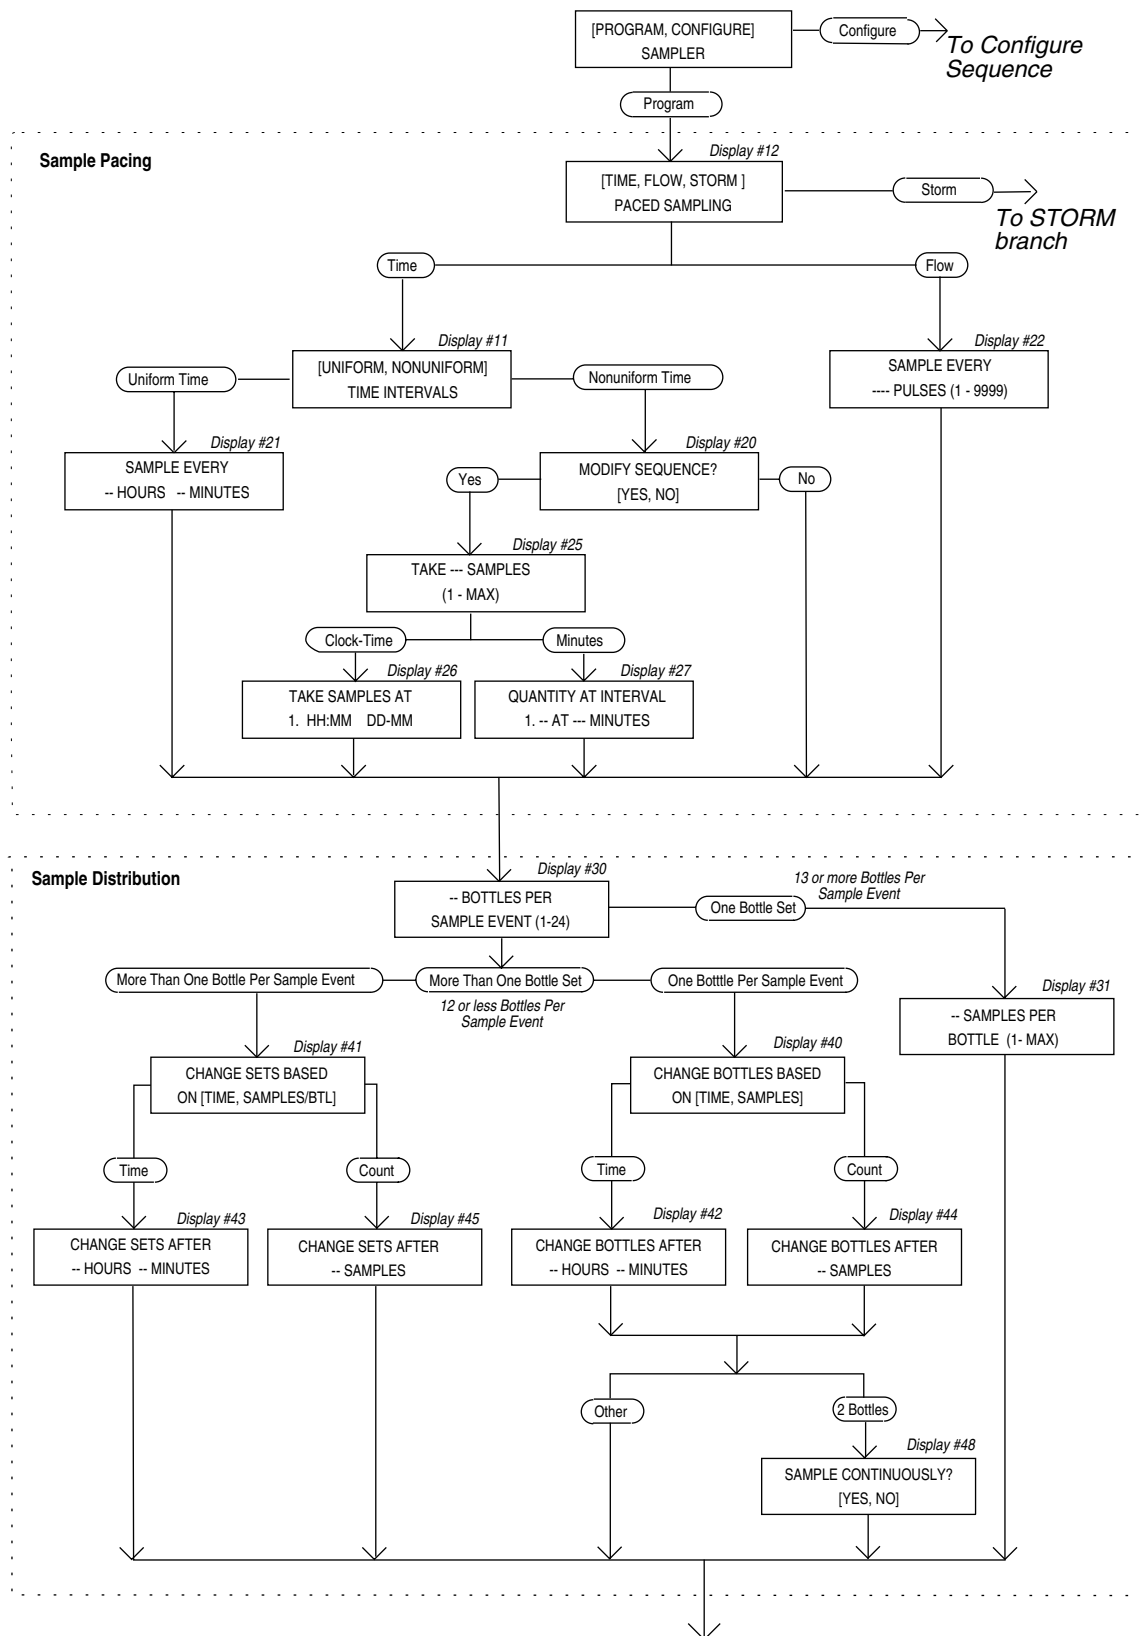 [PROGRAM, CONFIGURE]
SAMPLER
Configure
To Configure
Sequence
Program
Sample Pacing
Display #12
[TIME, FLOW, STORM ]
PACED SAMPLING
Storm
To STORM
branch
Time
Flow
Display #11
[UNIFORM, NONUNIFORM]
TIME INTERVALS
Display #22
SAMPLE EVERY
---- PULSES (1 - 9999)
Uniform Time
Nonuniform Time
Display #21
SAMPLE EVERY
-- HOURS -- MINUTES
Display #20
MODIFY SEQUENCE?
[YES, NO]
Yes
No
Display #25
TAKE --- SAMPLES
(1 - MAX)
Clock-Time
Minutes
Display #26
TAKE SAMPLES AT
1. HH:MM DD-MM
Display #27
QUANTITY AT INTERVAL
1. -- AT --- MINUTES
Sample Distribution
Display #30
-- BOTTLES PER
SAMPLE EVENT (1-24)
13 or more Bottles Per
Sample Event
One Bottle Set
More Than One Bottle Per Sample Event
More Than One Bottle Set
One Botttle Per Sample Event
12 or less Bottles Per
Sample Event
Display #31
-- SAMPLES PER
BOTTLE (1- MAX)
Display #41
CHANGE SETS BASED
ON [TIME, SAMPLES/BTL]
Display #40
CHANGE BOTTLES BASED
ON [TIME, SAMPLES]
Time
Count
Time
Count
Display #43
CHANGE SETS AFTER
-- HOURS -- MINUTES
Display #45
CHANGE SETS AFTER
-- SAMPLES
Display #42
CHANGE BOTTLES AFTER
-- HOURS -- MINUTES
Display #44
CHANGE BOTTLES AFTER
-- SAMPLES
Other
2 Bottles
Display #48
SAMPLE CONTINUOUSLY?
[YES, NO]